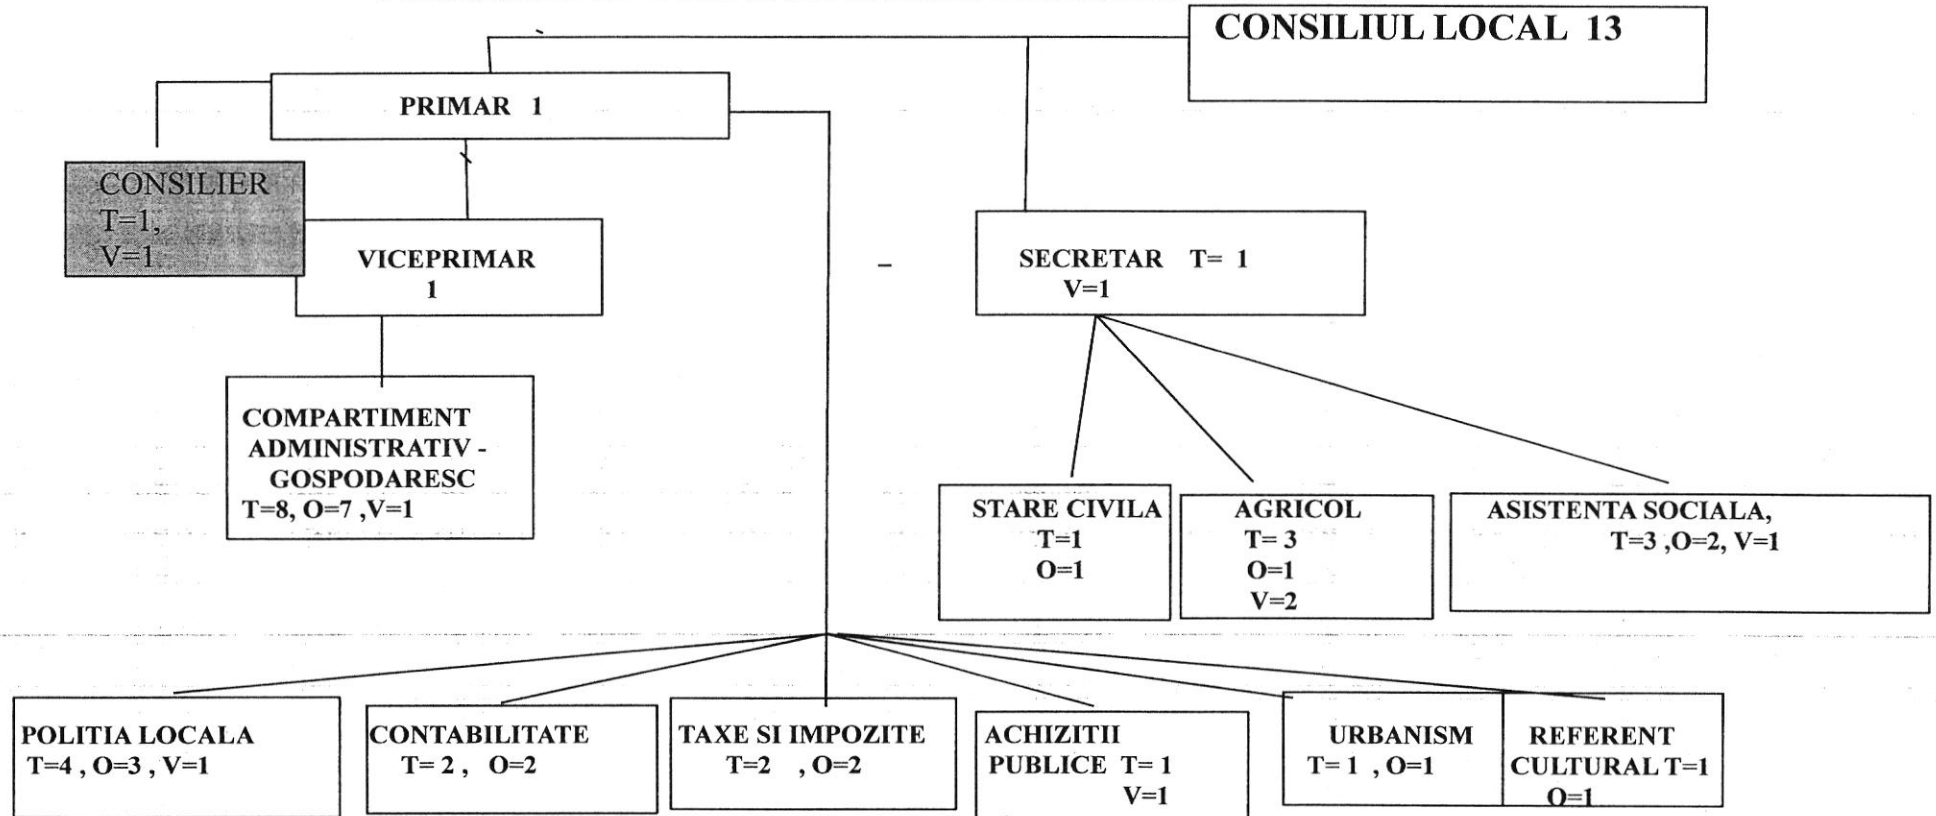 CONSILIUL LOCAL 13
PRIMAR 1
CONSILIER
T=1,
V=1.
VICEPRIMAR
1
SECRETAR T= 1
V=1
COMPARTIMENT
ADMINISTRATIV -
GOSPODARESC
T=8, O=7 ,V=1
STARE CIVILA
T=1
O=1
AGRICOL
T= 3
O=1
V=2
ASISTENTA SOCIALA,
T=3 ,O=2, V=1
POLITIA LOCALA
T=4 , O=3 , V=1
CONTABILITATE
T= 2 , O=2
TAXE SI IMPOZITE
T=2 , O=2
ACHIZITII
PUBLICE T= 1
V=1
URBANISM
T= 1 , O=1
REFERENT
CULTURAL T=1
O=1